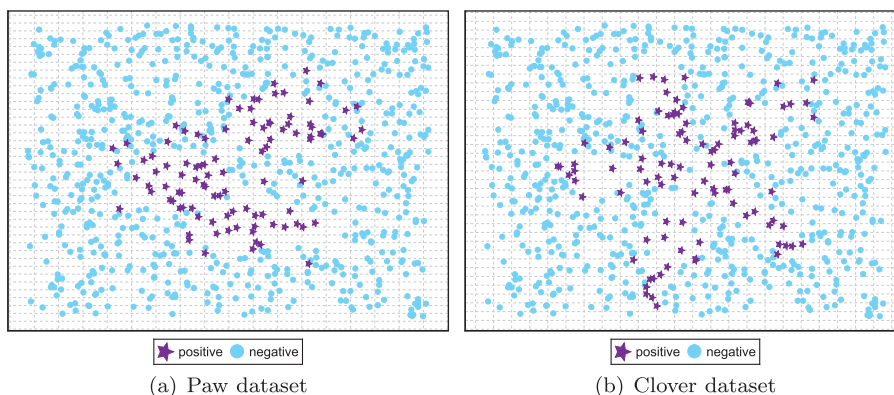 positive negative
(a) Paw dataset
positive negative
(b) Clover dataset